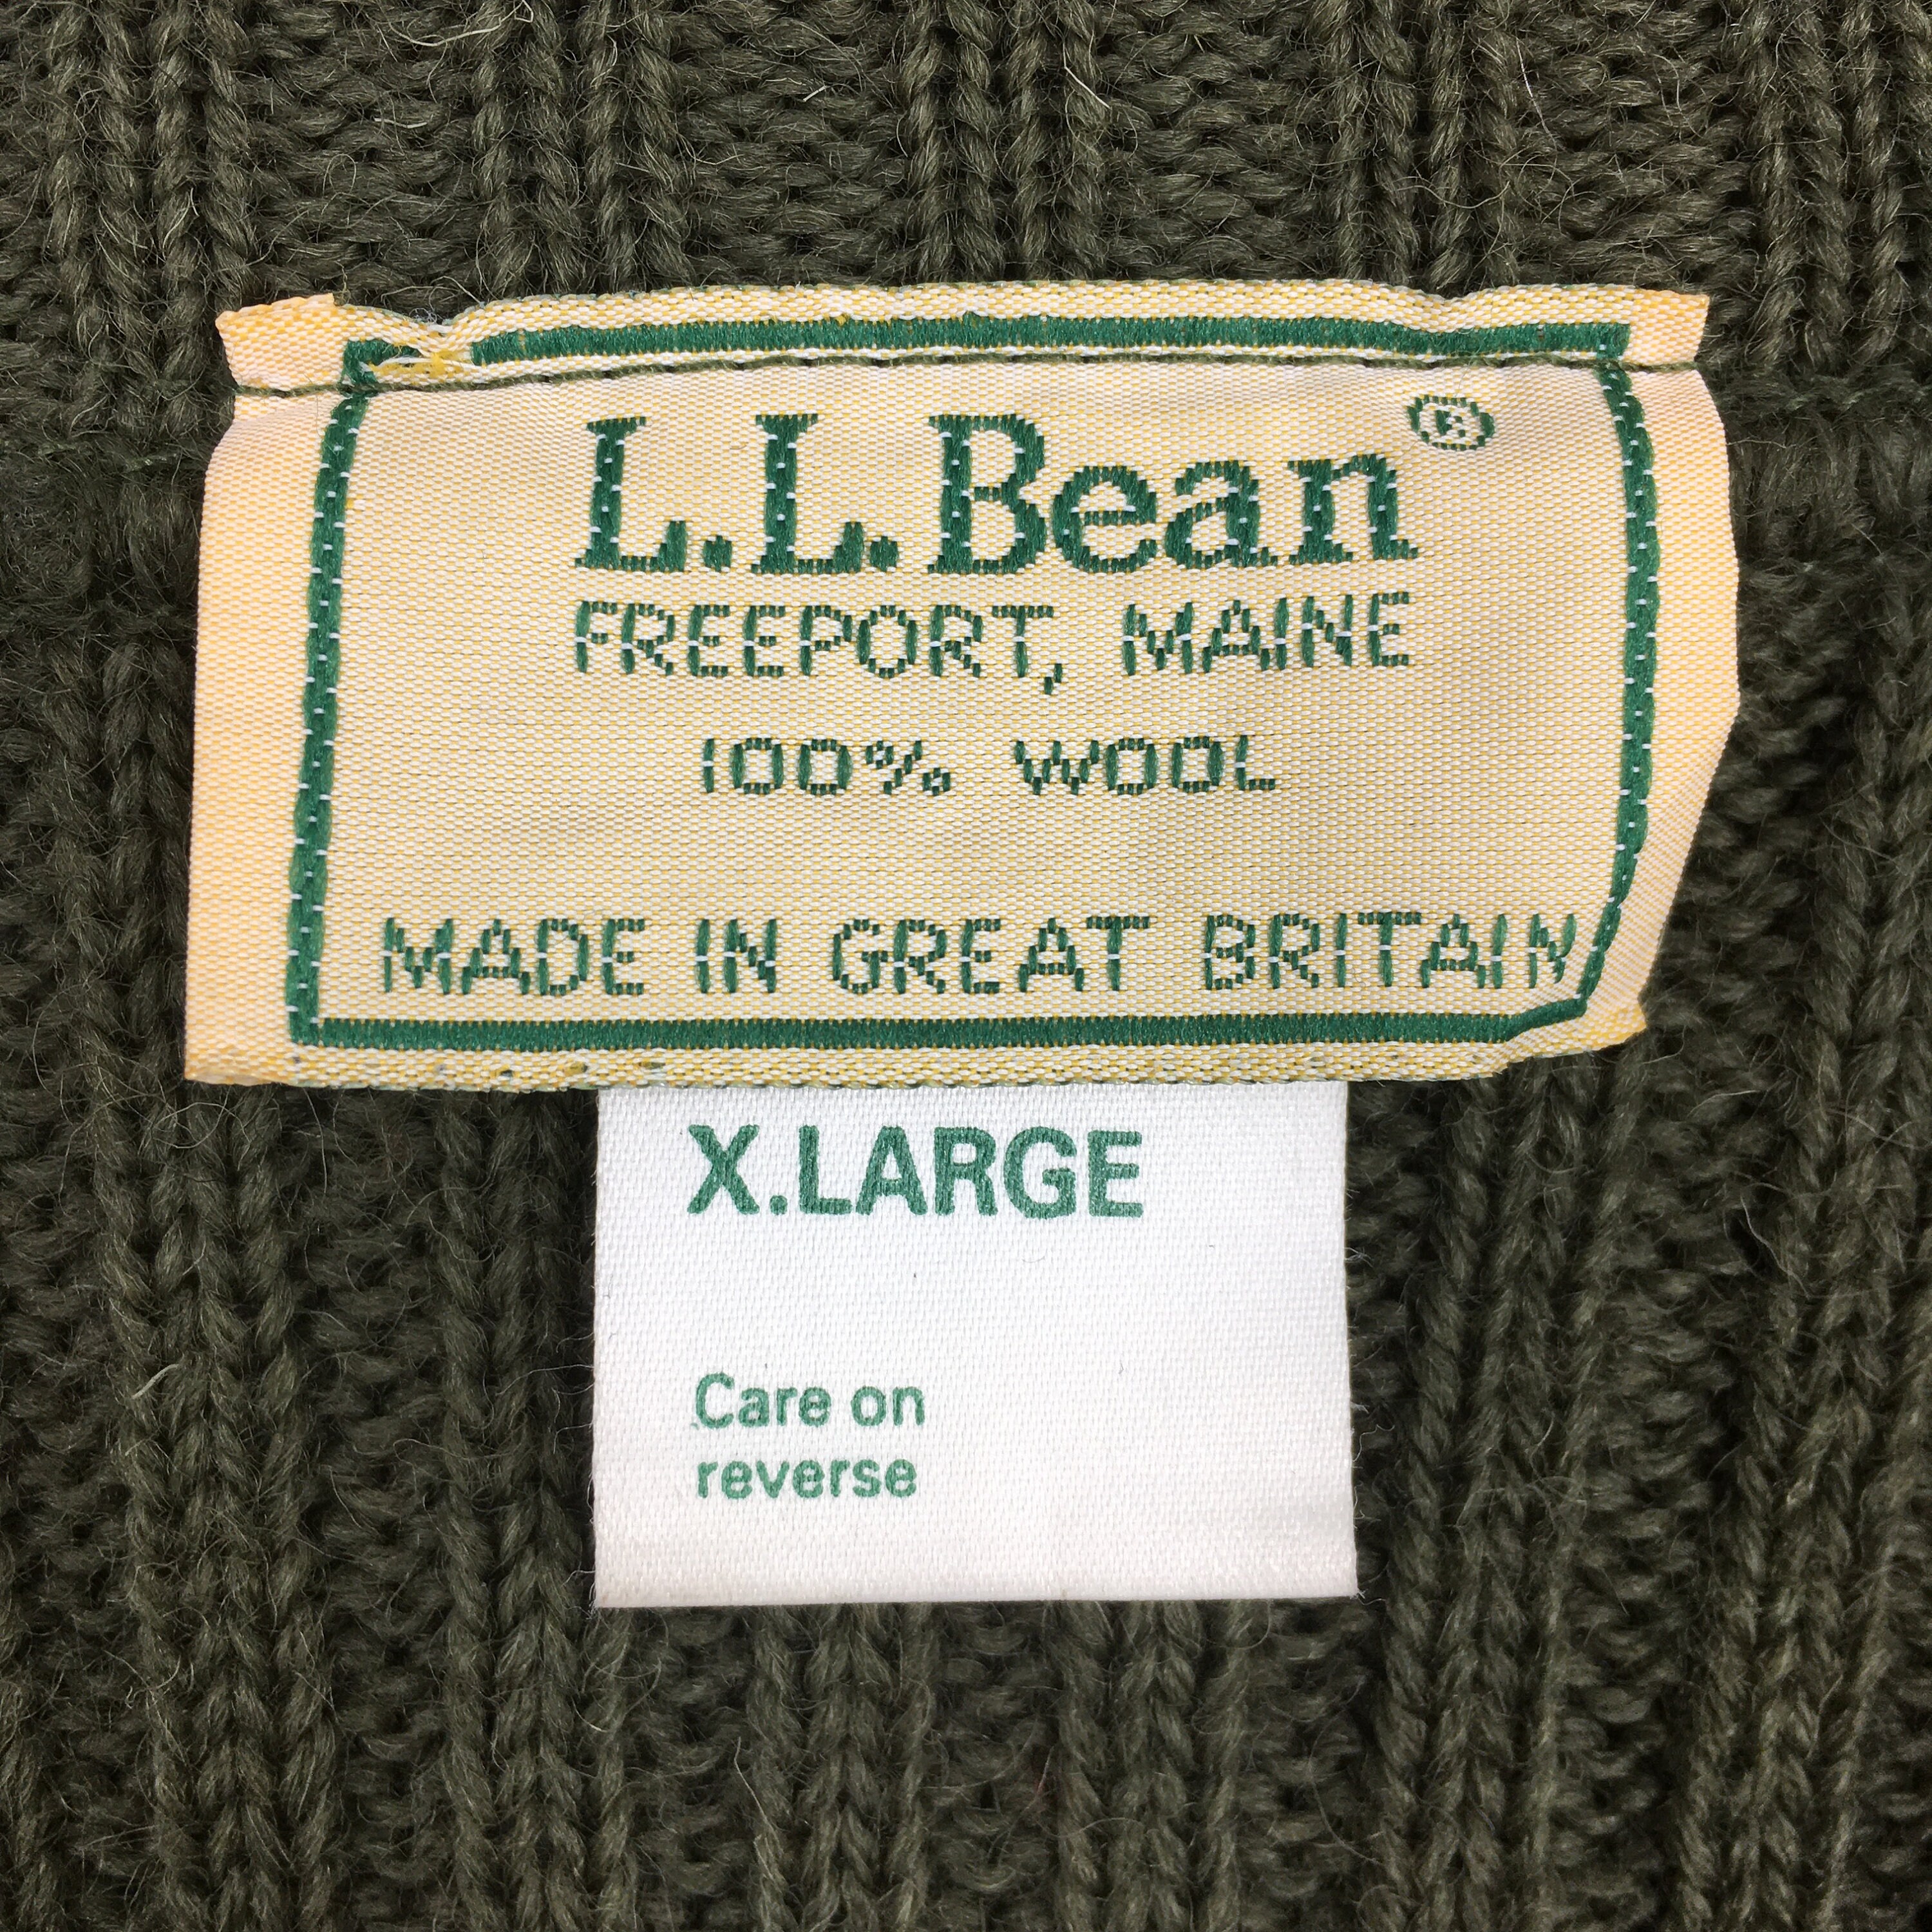 L.L.Bean®
FREEPORT, MAINE
100% WOOL
MADE IN GREAT BRITAIN
X.LARGE
Care on
reverse